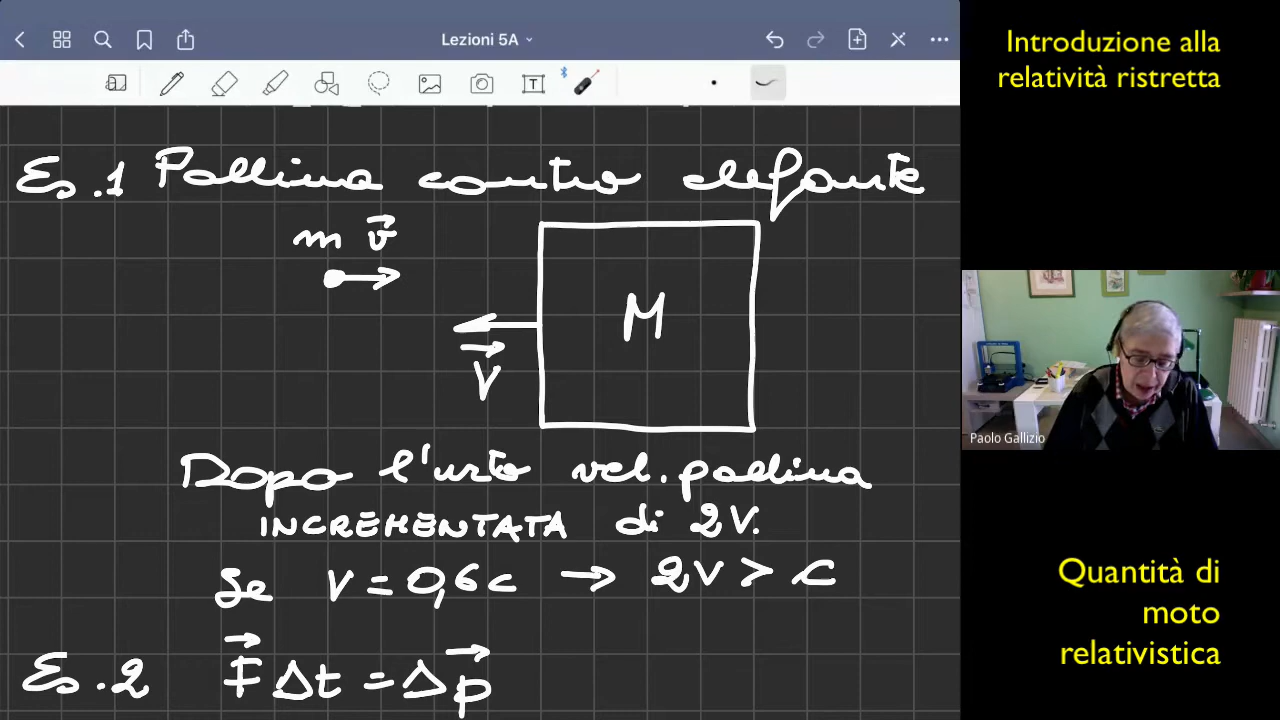 Lezioni 5A
Introduzione alla
relatività ristretta
Es.1 Pallina contro elefante
m v⃗
M
V⃗
Dopo l'urto vel. pallina
INCREMENTATA di 2V.
Se V = 0,6c → 2V > c
Es.2 F⃗ Δt = Δp⃗
T
Paolo Gallizio
Quantità di
moto
relativistica